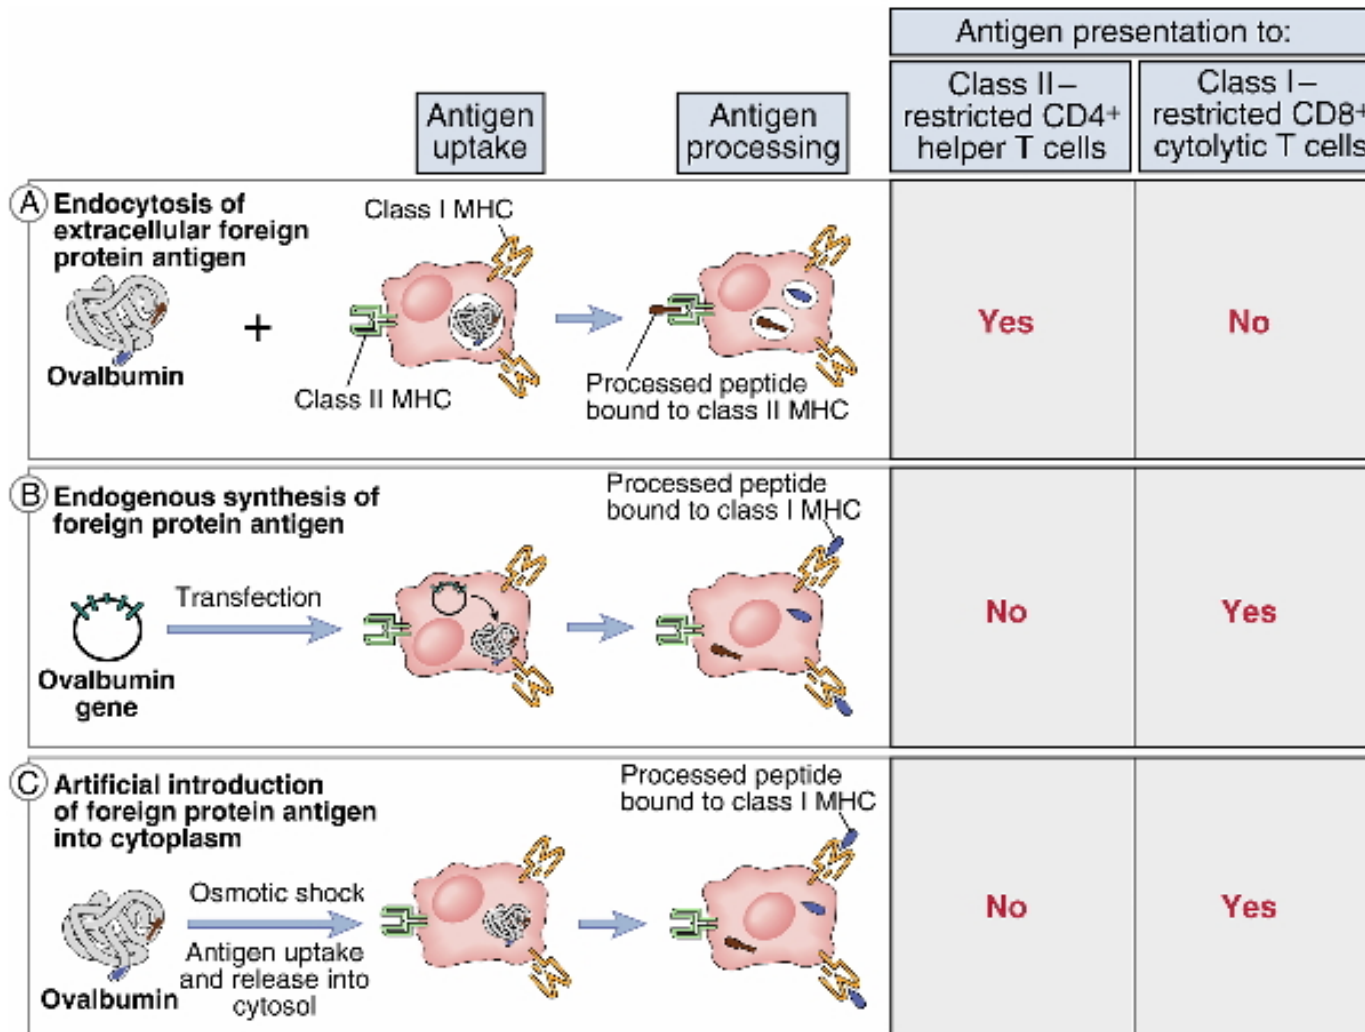 Antigen presentation to:
Antigen
uptake
Antigen
processing
Class II–
restricted CD4+
helper T cells
Class I–
restricted CD8+
cytolytic T cells
A
Endocytosis of
extracellular foreign
protein antigen
Ovalbumin
+
Class I MHC
Class II MHC
Processed peptide
bound to class II MHC
Yes
No
B
Endogenous synthesis of
foreign protein antigen
Ovalbumin
gene
Transfection
Processed peptide
bound to class I MHC
No
Yes
C
Artificial introduction
of foreign protein antigen
into cytoplasm
Ovalbumin
Osmotic shock
Antigen uptake
and release into
cytosol
Processed peptide
bound to class I MHC
No
Yes